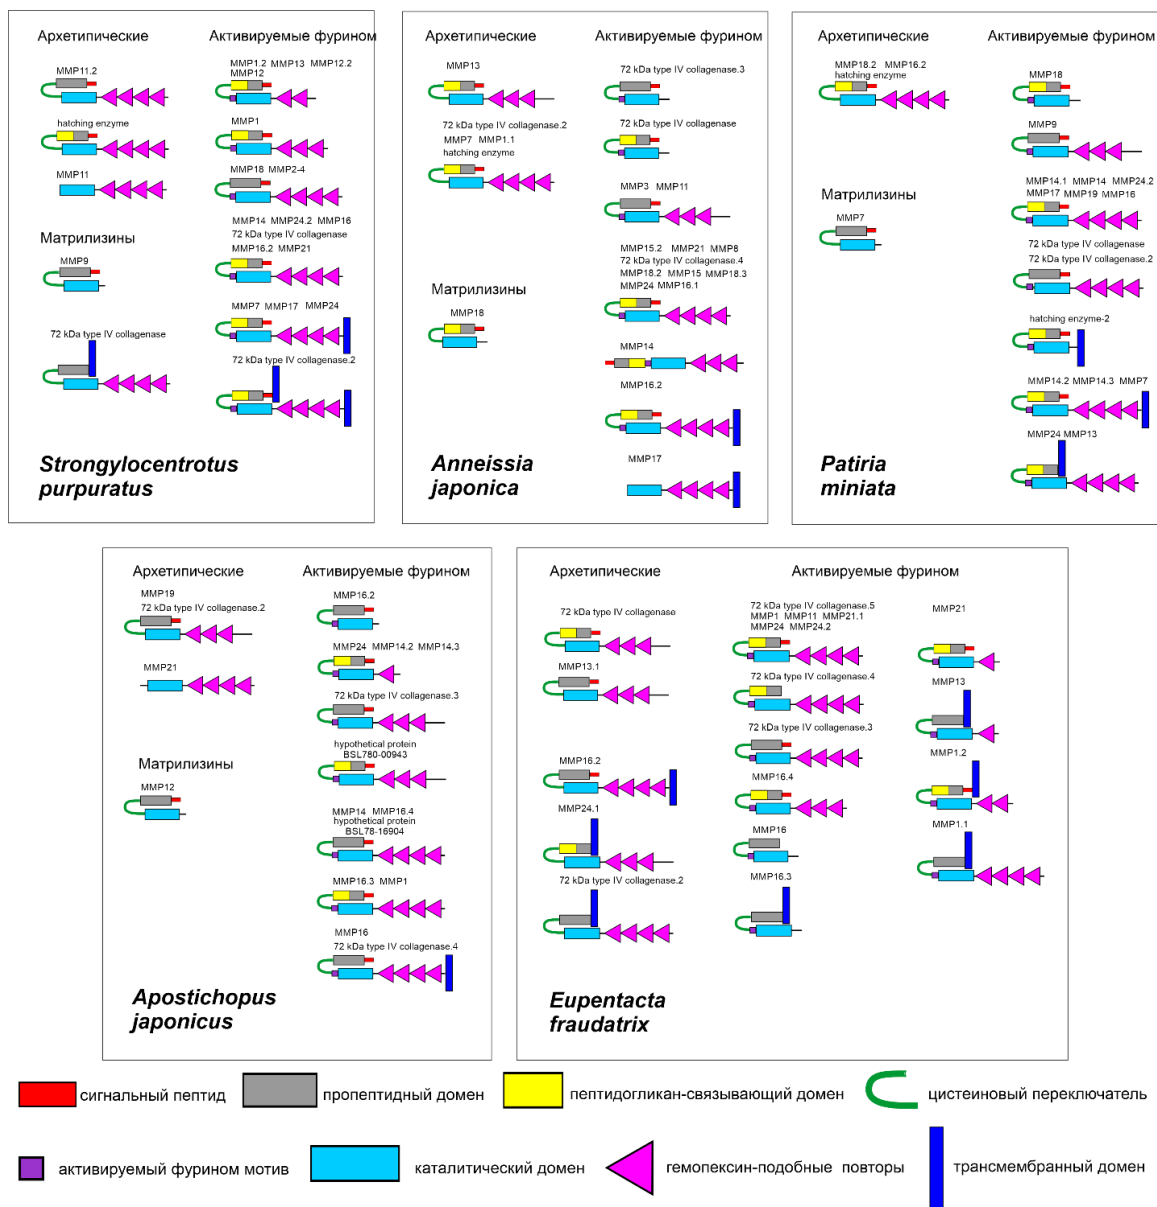 Архетипические
Активируемые фурином
MMP11.2
hatching enzyme
MMP11
Матрилизины
MMP9
72 kDa type IV collagenase
MMP1.2 MMP13 MMP12.2
MMP12
MMP1
MMP18 MMP2-4
MMP14 MMP24.2 MMP16
72 kDa type IV collagenase
MMP16.2 MMP21
MMP7 MMP17 MMP24
72 kDa type IV collagenase.2
Strongylocentrotus
purpuratus
Архетипические
Активируемые фурином
MMP13
72 kDa type IV collagenase.2
MMP7 MMP1.1
hatching enzyme
Матрилизины
MMP18
72 kDa type IV collagenase.3
72 kDa type IV collagenase
MMP3 MMP11
MMP15.2 MMP21 MMP8
72 kDa type IV collagenase.4
MMP18.2 MMP15 MMP18.3
MMP24 MMP16.1
MMP14
MMP16.2
MMP17
Anneissia
japonica
Архетипические
Активируемые фурином
MMP18.2 MMP16.2
hatching enzyme
Матрилизины
MMP7
MMP18
MMP9
MMP14.1 MMP14 MMP24.2
MMP17 MMP19 MMP16
72 kDa type IV collagenase
72 kDa type IV collagenase.2
hatching enzyme-2
MMP14.2 MMP14.3 MMP7
MMP24 MMP13
Patiria
miniata
Архетипические
Активируемые фурином
MMP19
72 kDa type IV collagenase.2
MMP21
Матрилизины
MMP12
MMP16.2
MMP24 MMP14.2 MMP14.3
72 kDa type IV collagenase.3
hypothetical protein
BSL780-00943
MMP14 MMP16.4
hypothetical protein
BSL78-16904
MMP16.3 MMP1
MMP16
72 kDa type IV collagenase.4
Apostichopus
japonicus
Архетипические
Активируемые фурином
72 kDa type IV collagenase
MMP13.1
MMP16.2
MMP24.1
72 kDa type IV collagenase.2
72 kDa type IV collagenase.5
MMP1 MMP11 MMP21.1
MMP24 MMP24.2
72 kDa type IV collagenase.4
72 kDa type IV collagenase.3
MMP16.4
MMP16
MMP16.3
MMP21
MMP13
MMP1.2
MMP1.1
Eupentacta
fraudatrix
сигнальный пептид
пропептидный домен
пептидогликан-связывающий домен
цистеиновый переключатель
активируемый фурином мотив
каталитический домен
гемопексин-подобные повторы
трансмембранный домен